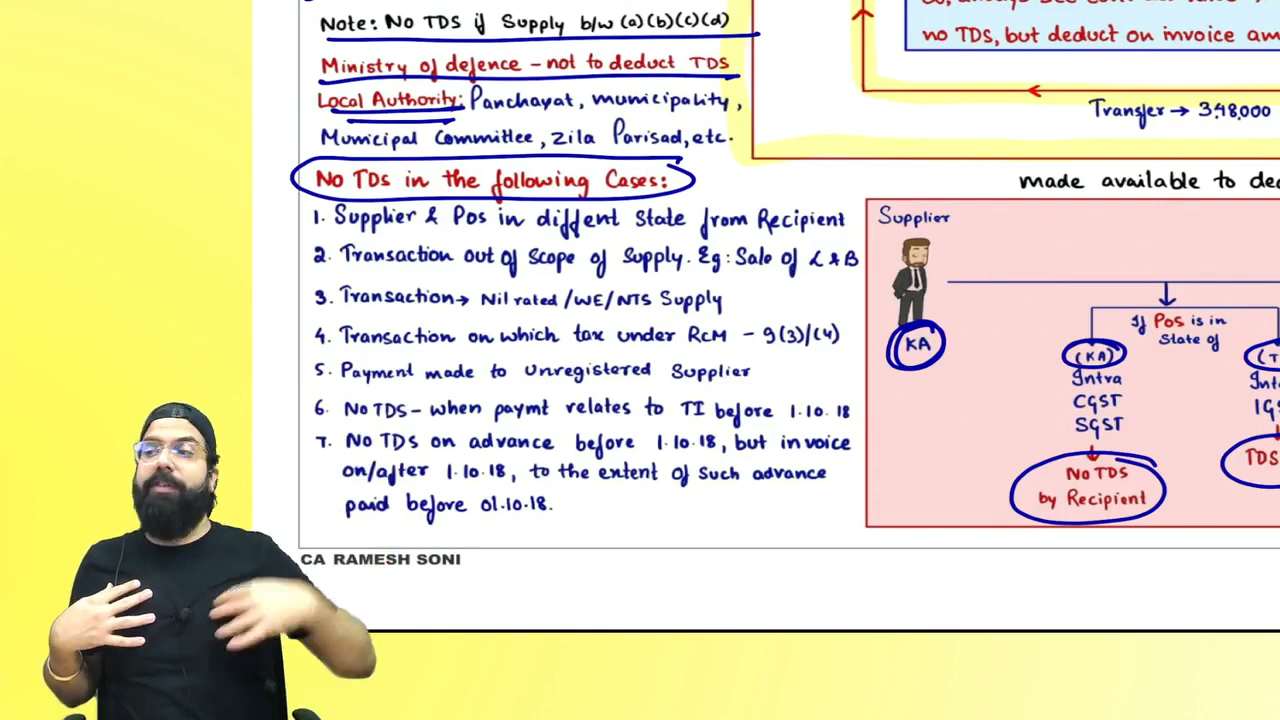 Note: No TDS if Supply b/w (a)(b)(c)(d)
Ministry of defence - not to deduct TDS
Local Authority: Panchayat, municipality,
Municipal Committee, Zila Parisad, etc.
No TDS in the following Cases:
1. Supplier & Pos in diffent State from Recipient
2. Transaction out of Scope of Supply. Eg: Sale of L & B
3. Transaction → Nil rated /WE/NTS Supply
4. Transaction on which tax under RCM - 9(3)/(4)
5. Payment made to Unregistered Supplier
6. No TDS - when paymt relates to TI before 1.10.18
7. No TDS on advance before 1.10.18, but invoice
on/after 1.10.18, to the extent of Such advance
paid before 01.10.18.
CA RAMESH SONI
no TDS, but deduct on invoice am
Transfer → 3,48,000
made available to dec
Supplier
KA
If Pos is in
State of
(KA)
(T
Intra
CGST
SGST
No TDS
by Recipient
Int
IGS
TDS